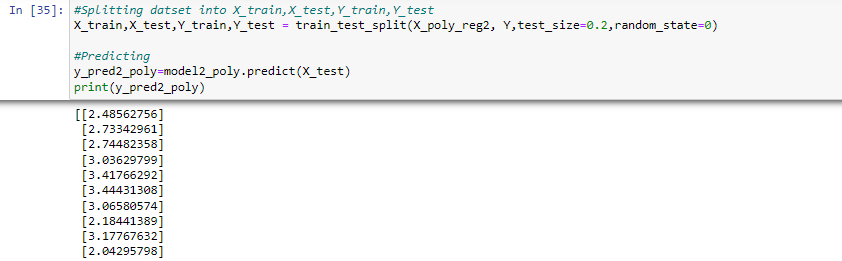 In [35]: #Splitting datset into X_train,X_test,Y_train,Y_test
X_train,X_test,Y_train,Y_test = train_test_split(X_poly_reg2, Y,test_size=0.2,random_state=0)
#Predicting
y_pred2_poly=model2_poly.predict(X_test)
print(y_pred2_poly)
[[2.48562756]
[2.73342961]
[2.74482358]
[3.03629799]
[3.41766292]
[3.44431308]
[3.06580574]
[2.18441389]
[3.17767632]
[2.04295798]